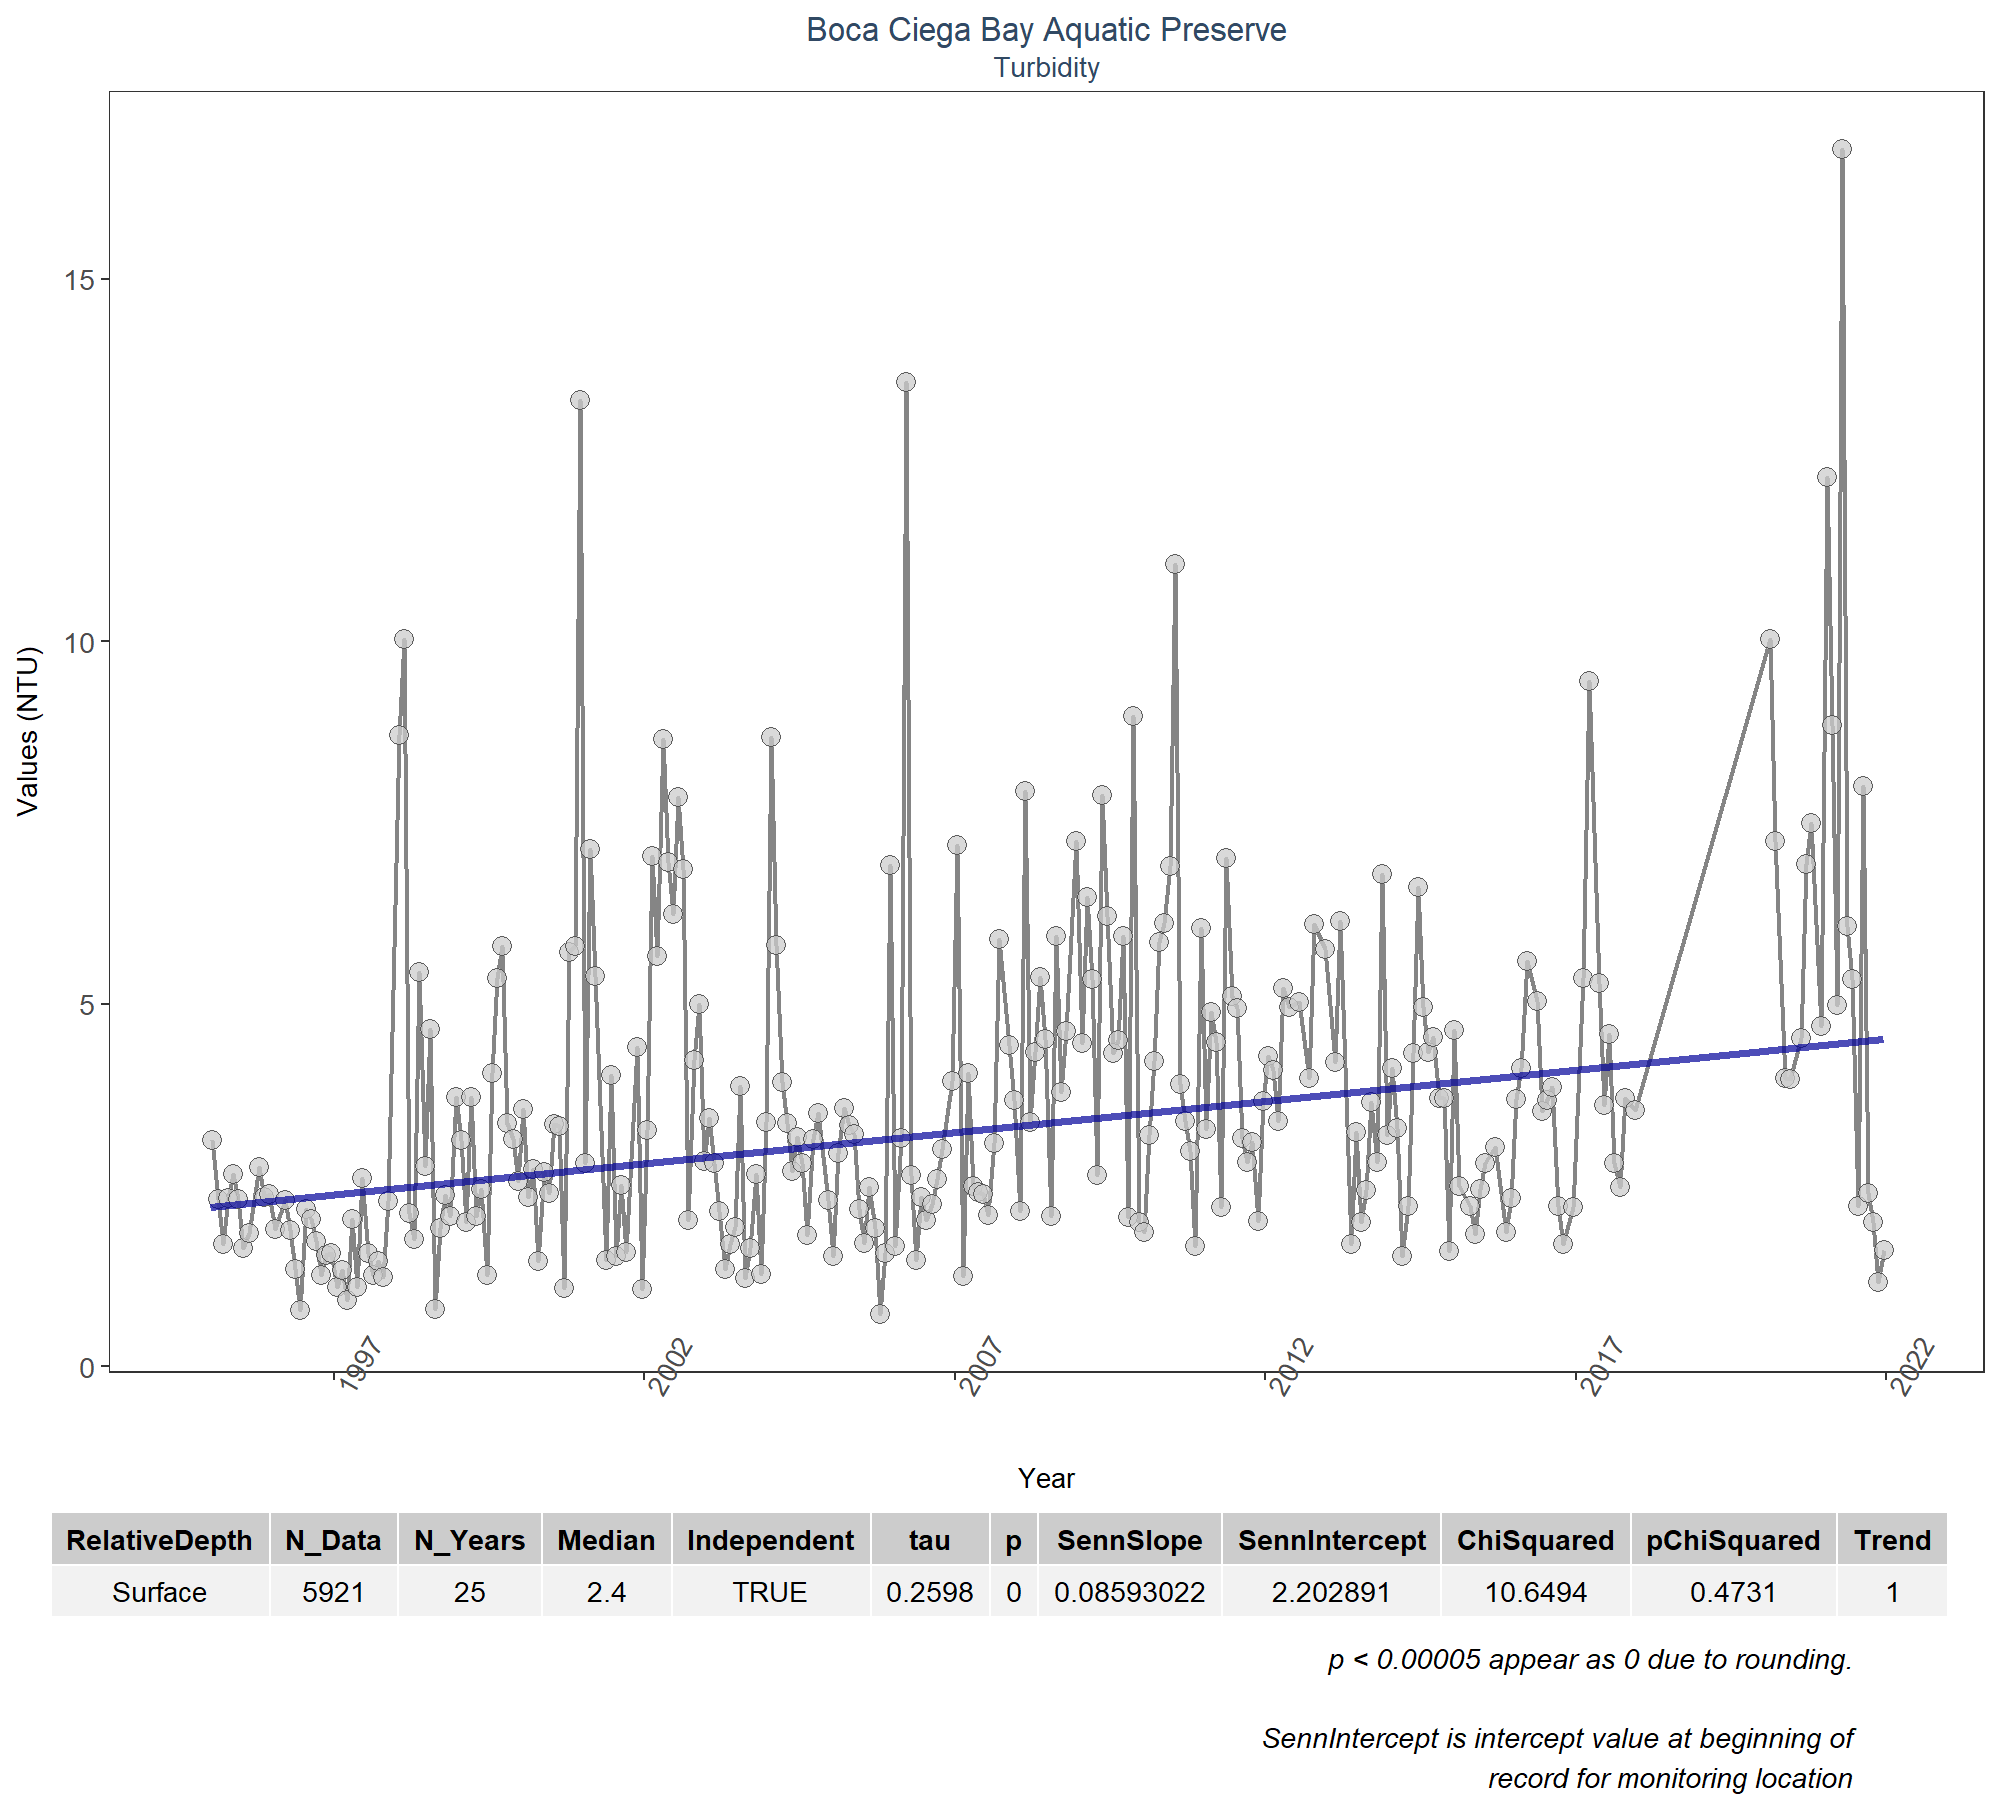 Boca Ciega Bay Aquatic Preserve
Turbidity
Values (NTU)
15
10
5
0
1997 2002 2007 2012 2017 2022
Year
RelativeDepth N_Data N_Years Median Independent tau p SennSlope SennIntercept ChiSquared pChiSquared Trend
Surface 5921 25 2.4 TRUE 0.2598 0 0.08593022 2.202891 10.6494 0.4731 1
p < 0.00005 appear as 0 due to rounding.
SennIntercept is intercept value at beginning of
record for monitoring location